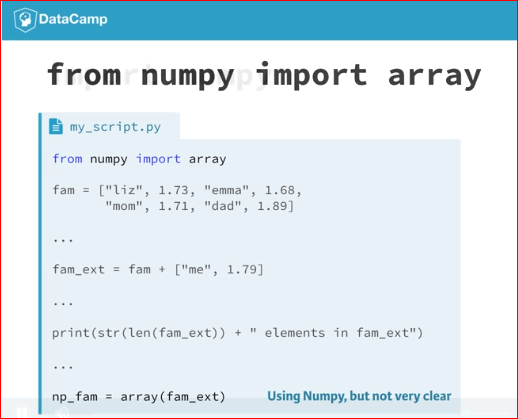 DataCamp
from numpy import array
my_script.py
from numpy import array
fam = ["liz", 1.73, "emma", 1.68,
"mom", 1.71, "dad", 1.89]
...
fam_ext = fam + ["me", 1.79]
...
print(str(len(fam_ext)) + " elements in fam_ext")
...
np_fam = array(fam_ext) Using Numpy, but not very clear